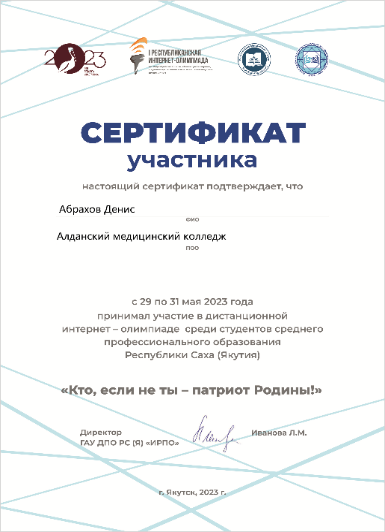 2023
I РЕСПУБЛИКАНСКАЯ
ИНТЕРНЕТ-ОЛИМПИАДА
СЕРТИФИКАТ
участника
настоящий сертификат подтверждает, что
Абрахов Денис
ФИО
Алданский медицинский колледж
ПОО
с 29 по 31 мая 2023 года
принимал участие в дистанционной
интернет – олимпиаде среди студентов среднего
профессионального образования
Республики Саха (Якутия)
«Кто, если не ты – патриот Родины!»
Директор
ГАУ ДПО РС (Я) «ИРПО»
Иванова Л.М.
г. Якутск, 2023 г.